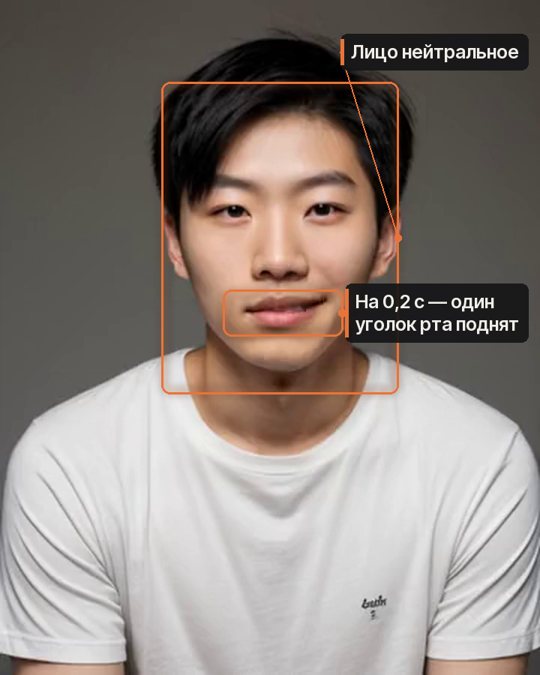 Лицо нейтральное
На 0,2 с — один
уголок рта поднят